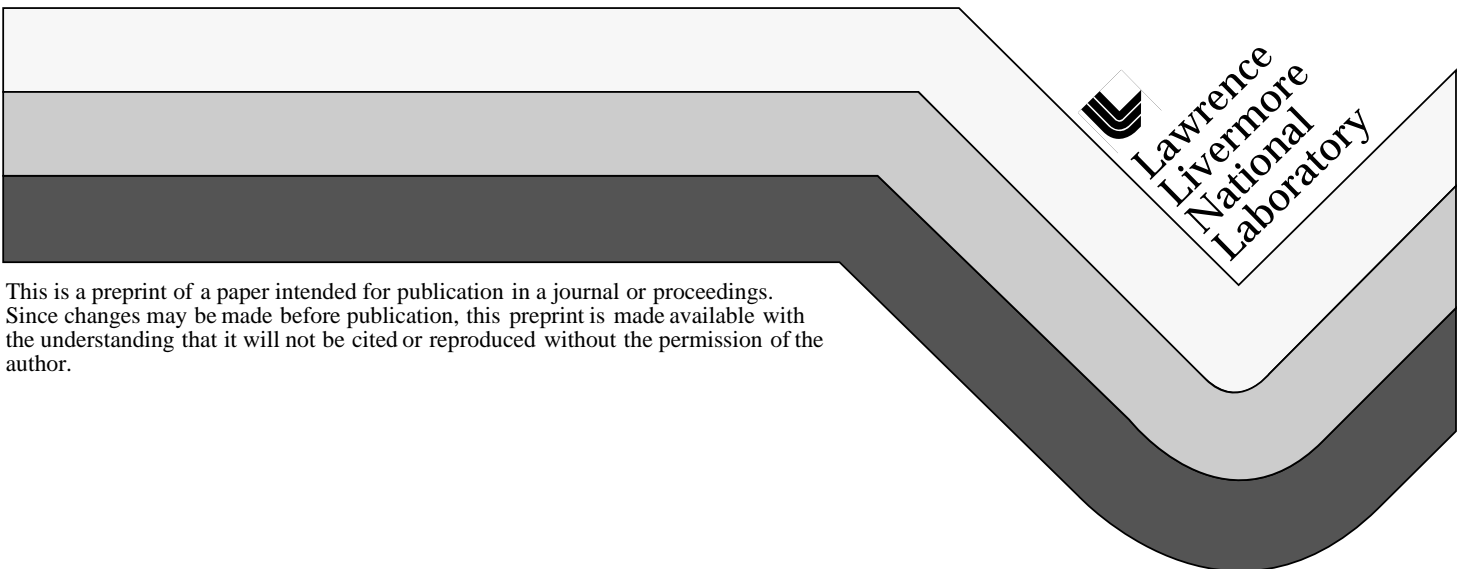 Lawrence
Livermore
National
Laboratory
This is a preprint of a paper intended for publication in a journal or proceedings.
Since changes may be made before publication, this preprint is made available with
the understanding that it will not be cited or reproduced without the permission of the
author.